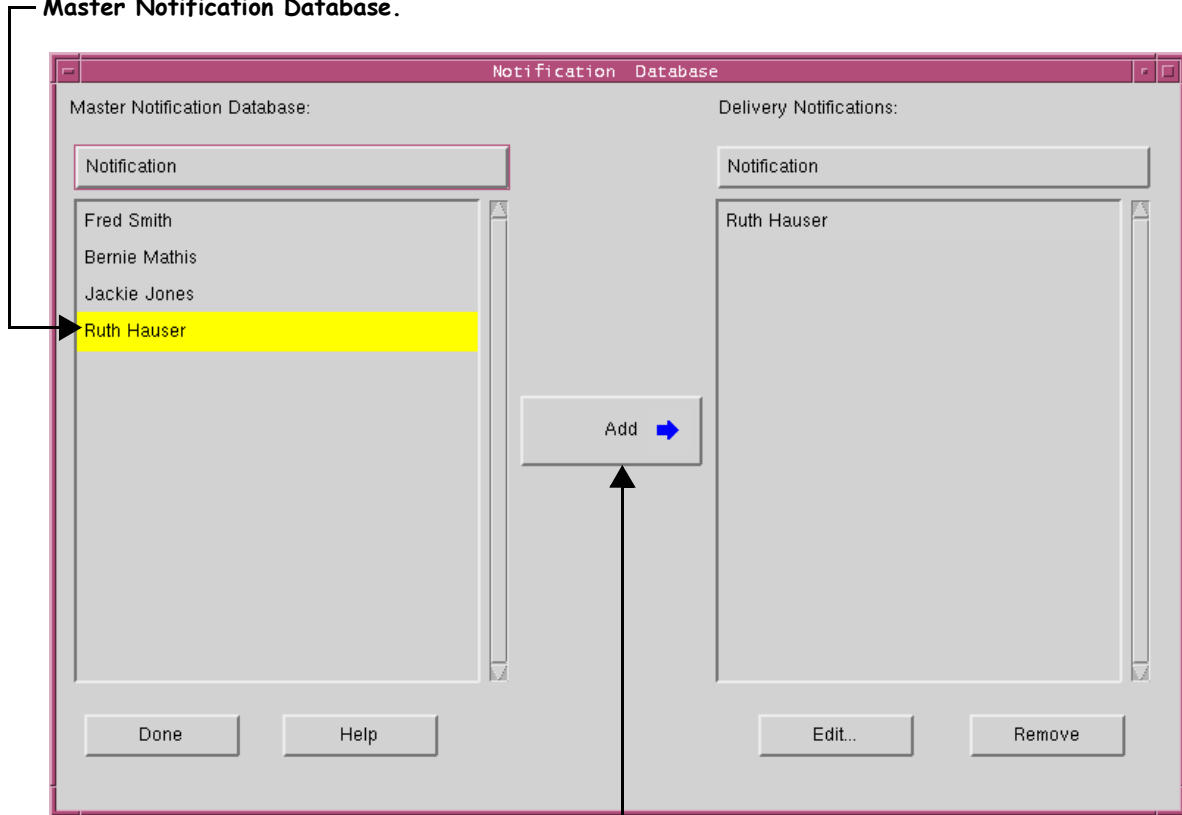 Master Notification Database.
Notification Database
Master Notification Database:
Delivery Notifications:
Notification
Notification
Fred Smith
Bernie Mathis
Jackie Jones
Ruth Hauser
Ruth Hauser
Add
Done
Help
Edit...
Remove